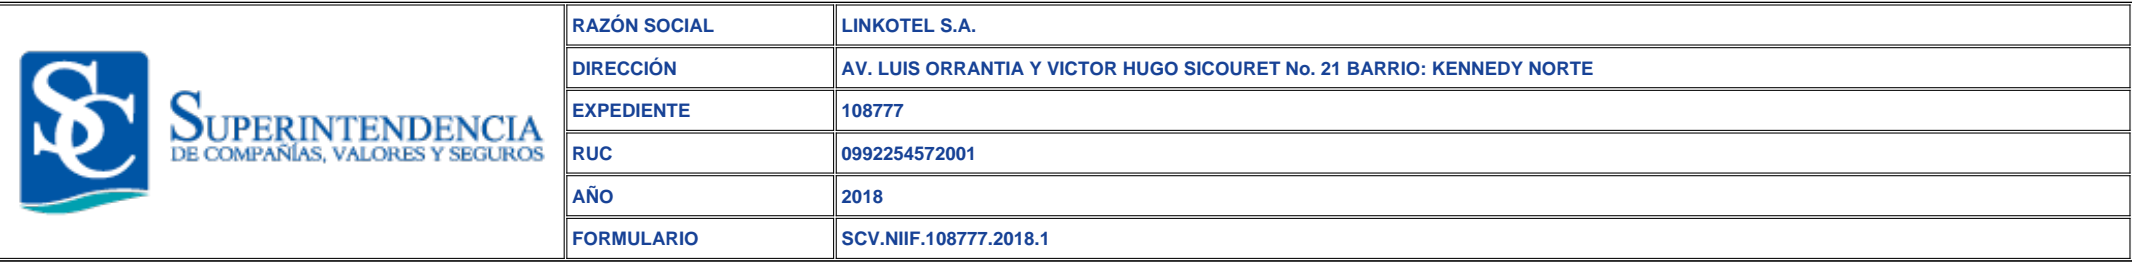 SC
SUPERINTENDENCIA
DE COMPAÑÍAS, VALORES Y SEGUROS
RAZÓN SOCIAL LINKOTEL S.A.
DIRECCIÓN AV. LUIS ORRANTIA Y VICTOR HUGO SICOURET No. 21 BARRIO: KENNEDY NORTE
EXPEDIENTE 108777
RUC 0992254572001
AÑO 2018
FORMULARIO SCV.NIIF.108777.2018.1